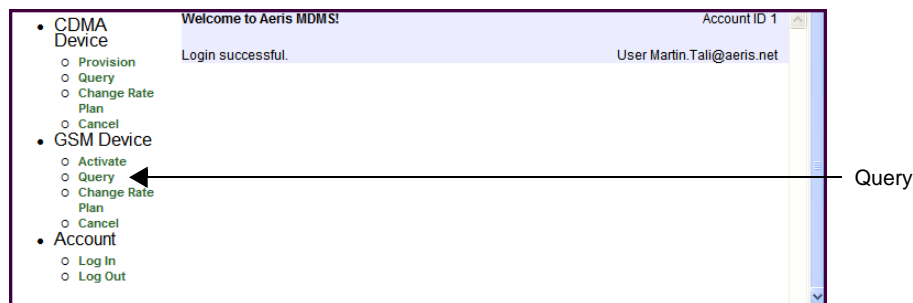 CDMA
Device
Provision
Query
Change Rate
Plan
Cancel
GSM Device
Activate
Query
Change Rate
Plan
Cancel
Account
Log In
Log Out
Welcome to Aeris MDMS!
Account ID 1
Login successful.
User Martin.Tali@aeris.net
Query